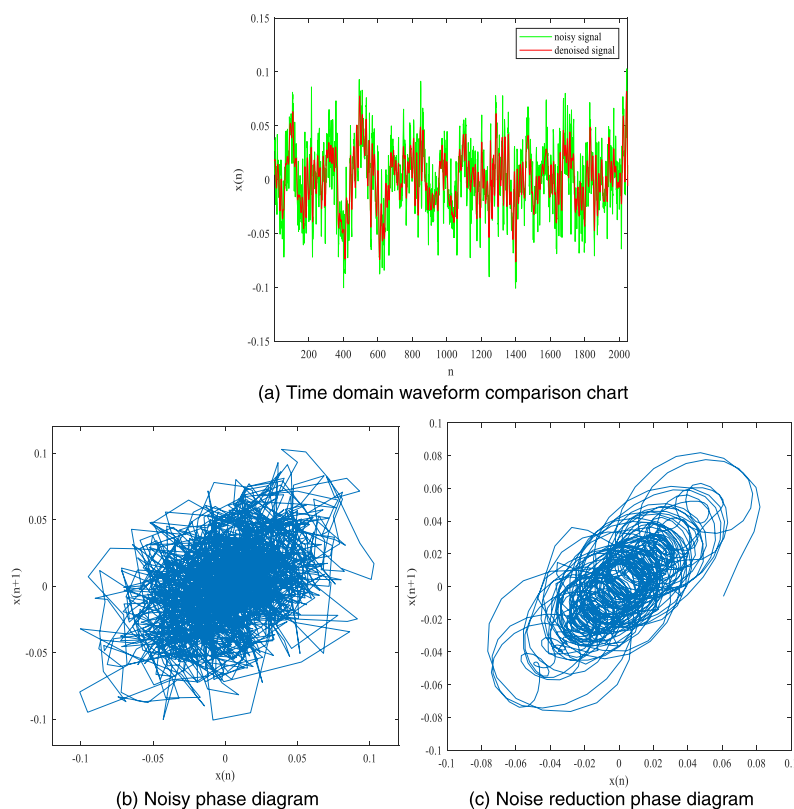 0.15
0.1
0.05
0
-0.05
-0.1
-0.15
x(n)
noisy signal
denoised signal
200 400 600 800 1000 1200 1400 1600 1800 2000
n
(a) Time domain waveform comparison chart
0.1
0.05
0
-0.05
-0.1
x(n+1)
-0.1 -0.05 0 0.05 0.1
x(n)
(b) Noisy phase diagram
0.1
0.08
0.06
0.04
0.02
0
-0.02
-0.04
-0.06
-0.08
-0.1
x(n+1)
-0.1 -0.08 -0.06 -0.04 -0.02 0 0.02 0.04 0.06 0.08
x(n)
(c) Noise reduction phase diagram